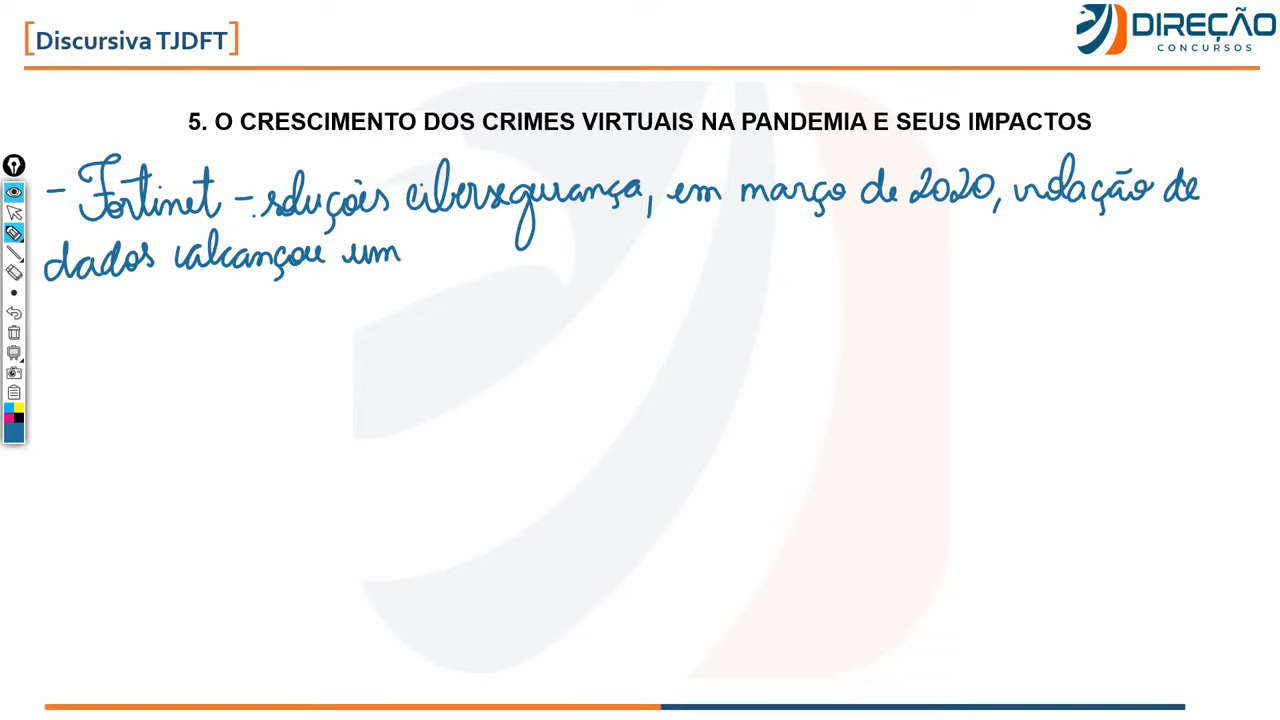 [Discursiva TJDFT]
DIREÇÃO
CONCURSOS
5. O CRESCIMENTO DOS CRIMES VIRTUAIS NA PANDEMIA E SEUS IMPACTOS
- Fortinet - soluções cibersegurança, em março de 2020, violação de
dados alcançou um